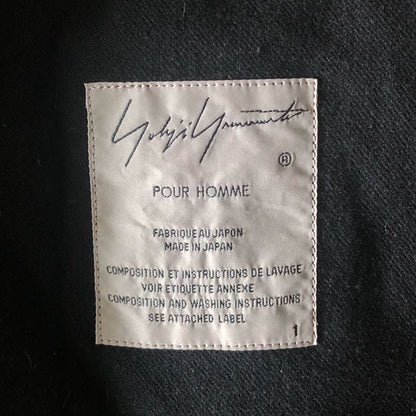 Yohji Yamamoto
®
POUR HOMME
FABRIQUE AU JAPON
MADE IN JAPAN
COMPOSITION ET INSTRUCTIONS DE LAVAGE
VOIR ETIQUETTE ANNEXE
COMPOSITION AND WASHING INSTRUCTIONS
SEE ATTACHED LABEL
1